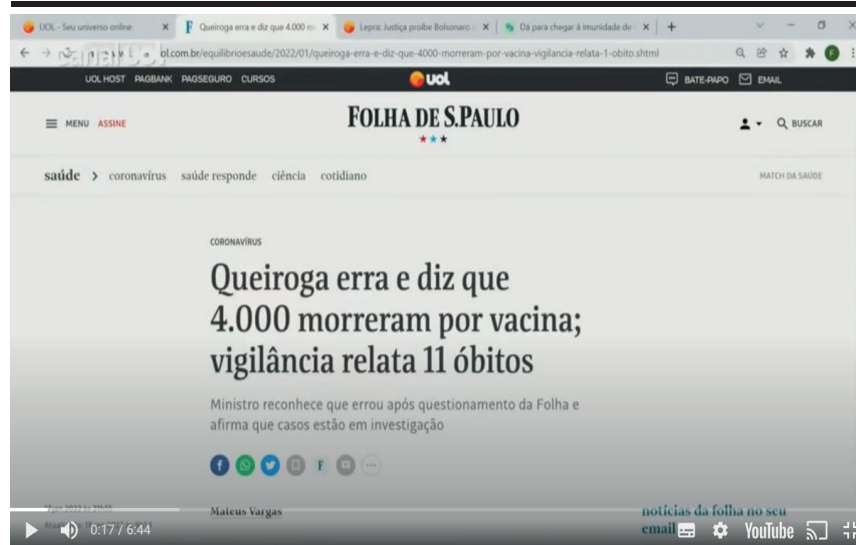 UOL - Seu universo online
Queiroga erra e diz que 4.000 m
Lepra: Justiça proíbe Bolsonaro
Dá para chegar à imunidade de
ol.com.br/equilibrioesaude/2022/01/queiroga-erra-e-diz-que-4000-morreram-por-vacina-vigilancia-relata-1-obito.shtml
canal UOL
UOL HOST PAGBANK PAGSEGURO CURSOS
UOL
BATE-PAPO EMAIL
MENU ASSINE
FOLHA DE S.PAULO
BUSCAR
saúde > coronavírus saúde responde ciência cotidiano
MATCH DA SAÚDE
CORONAVÍRUS
Queiroga erra e diz que
4.000 morreram por vacina;
vigilância relata 11 óbitos
Ministro reconhece que errou após questionamento da Folha e
afirma que casos estão em investigação
Mateus Vargas
notícias da folha no seu
email
0:17 / 6:44
YouTube